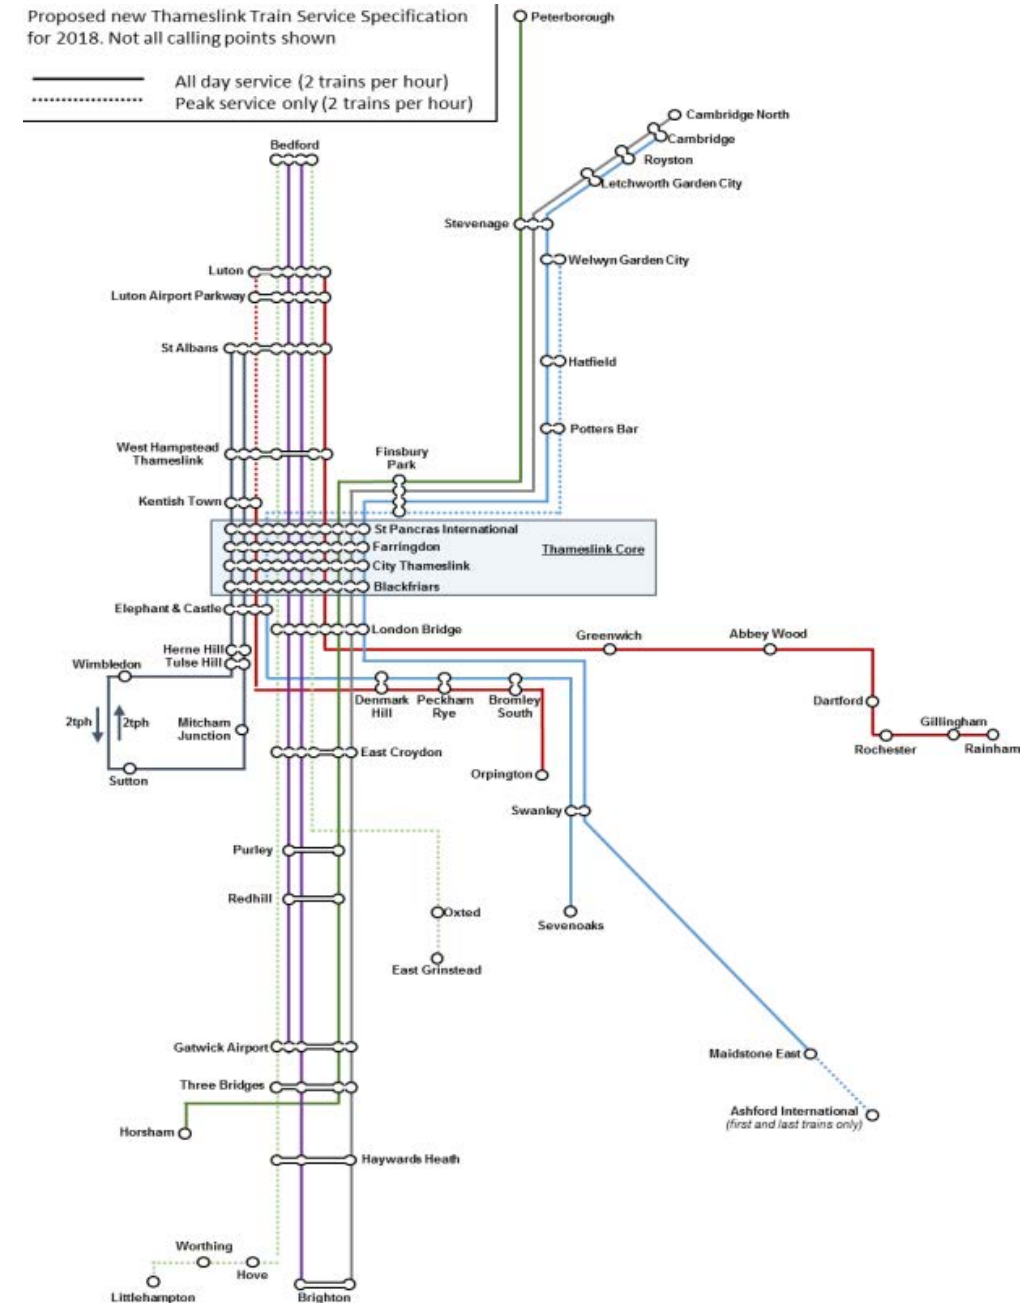 Proposed new Thameslink Train Service Specification
for 2018. Not all calling points shown
All day service (2 trains per hour)
Peak service only (2 trains per hour)
Peterborough
Cambridge North
Cambridge
Royston
Letchworth Garden City
Bedford
Stevenage
Welwyn Garden City
Luton
Luton Airport Parkway
St Albans
Hatfield
Potters Bar
West Hampstead
Thameslink
Finsbury
Park
Kentish Town
St Pancras International
Farringdon
Thameslink Core
City Thameslink
Blackfriars
Elephant & Castle
London Bridge
Greenwich
Abbey Wood
Herne Hill
Tulse Hill
Wimbledon
Denmark
Hill
Peckham
Rye
Bromley
South
Dartford
2tph
2tph
Mitcham
Junction
Gillingham
Rochester
Rainham
East Croydon
Sutton
Orpington
Swanley
Purley
Redhill
Oxted
Sevenoaks
East Grinstead
Gatwick Airport
Maidstone East
Three Bridges
Ashford International
(first and last trains only)
Horsham
Haywards Heath
Worthing
Hove
Littlehampton
Brighton